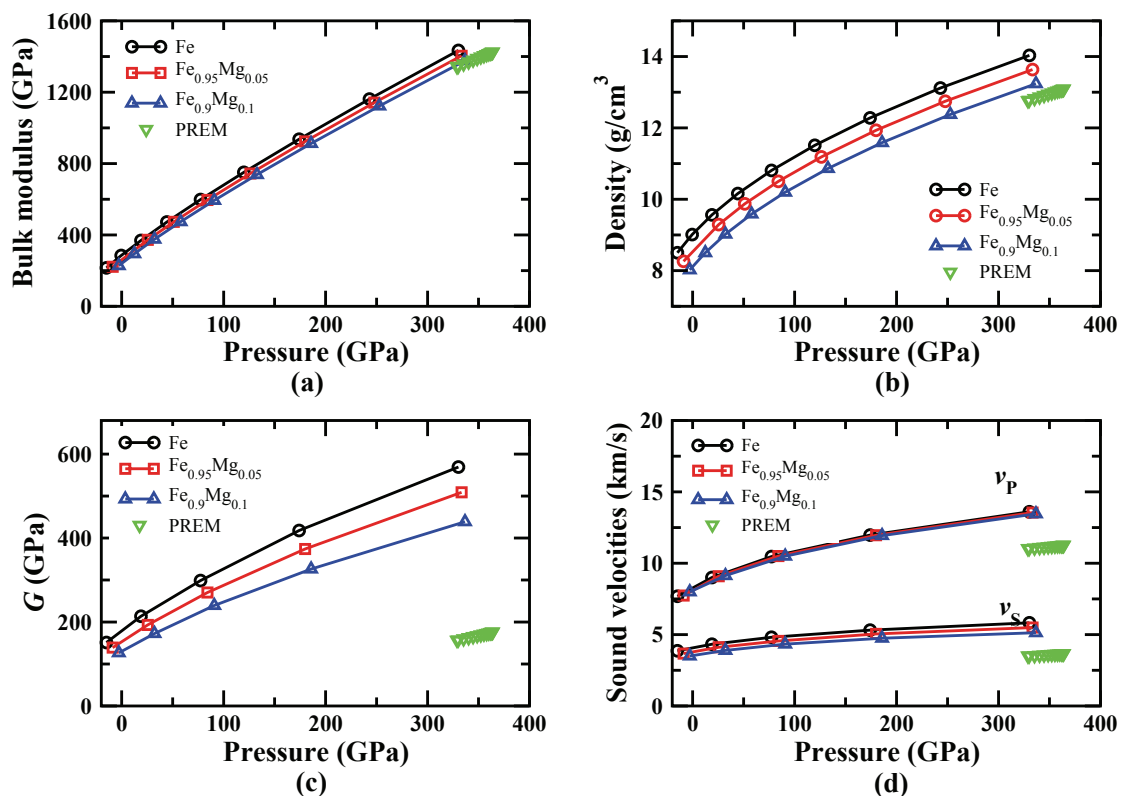 Bulk modulus (GPa)
1600
1200
800
400
0
Fe
Fe0.95Mg0.05
Fe0.9Mg0.1
PREM
0 100 200 300 400
Pressure (GPa)
(a)
Density (g/cm3)
14
12
10
8
Fe
Fe0.95Mg0.05
Fe0.9Mg0.1
PREM
0 100 200 300 400
Pressure (GPa)
(b)
G (GPa)
600
400
200
0
Fe
Fe0.95Mg0.05
Fe0.9Mg0.1
PREM
0 100 200 300 400
Pressure (GPa)
(c)
Sound velocities (km/s)
20
15
10
5
0
Fe
Fe0.95Mg0.05
Fe0.9Mg0.1
PREM
vP
vS
0 100 200 300 400
Pressure (GPa)
(d)